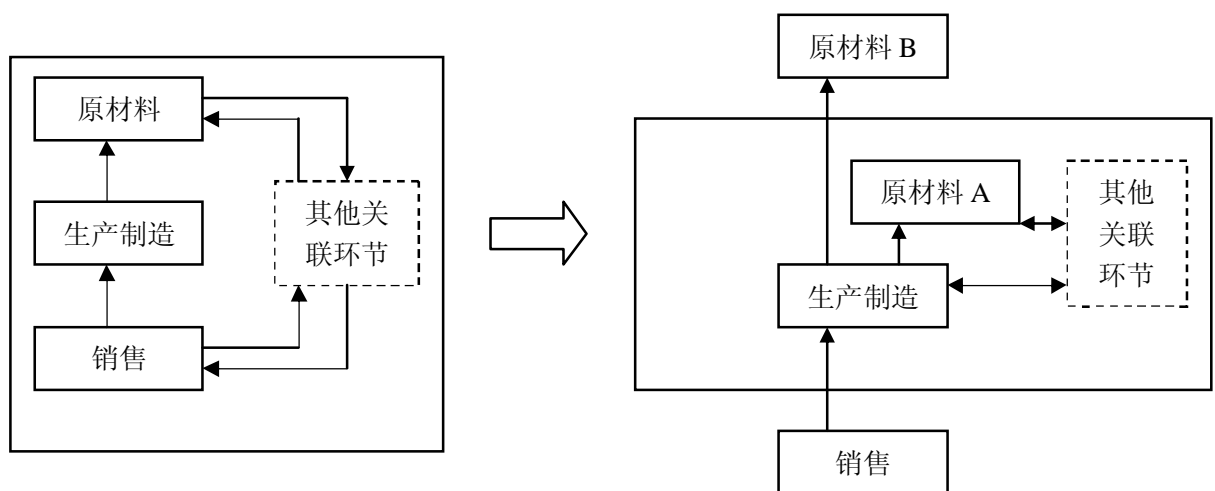 原材料
生产制造
销售
其他关
联环节
原材料 B
原材料 A
其他
关联
环节
生产制造
销售